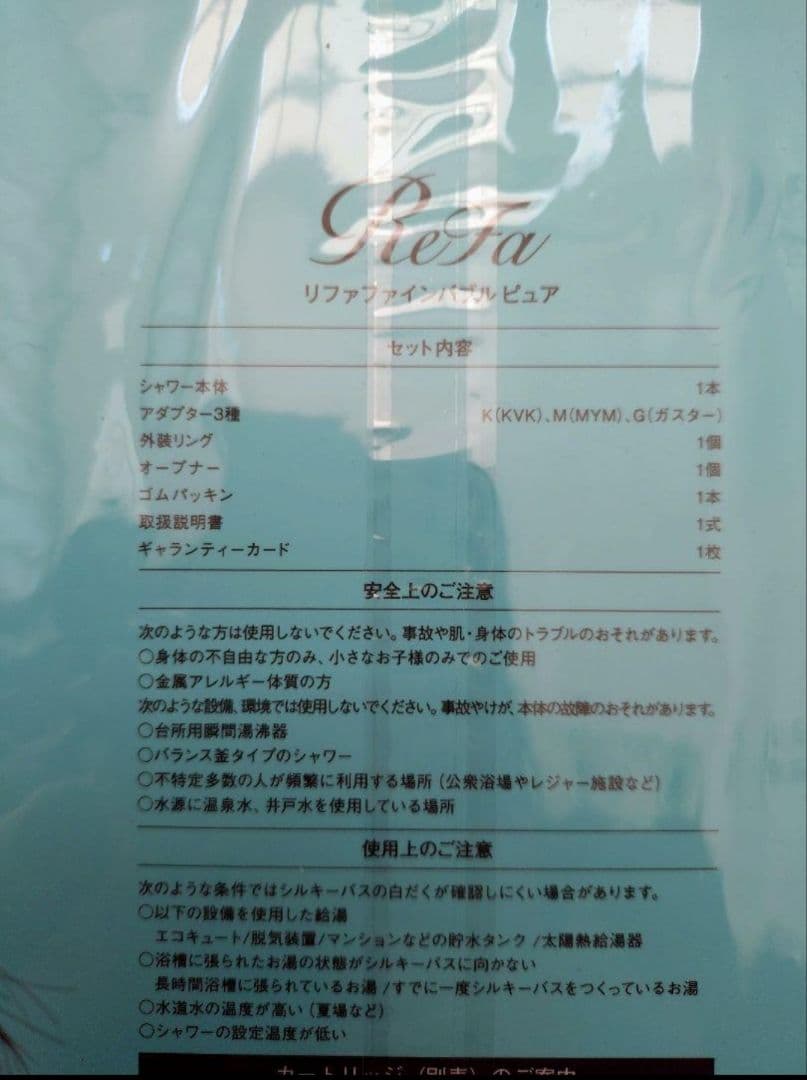 ReFa
リファファインバブル ピュア
セット内容
シャワー本体 1本
アダプター3種 K(KVK)、M(MYM)、G(ガスター)
外装リング 1個
オープナー 1個
ゴムパッキン 1本
取扱説明書 1式
ギャランティーカード 1枚
安全上のご注意
次のような方は使用しないでください。事故や肌・身体のトラブルのおそれがあります。
○身体の不自由な方のみ、小さなお子様のみでのご使用
○金属アレルギー体質の方
次のような設備、環境では使用しないでください。事故やけが、本体の故障のおそれがあります。
○台所用瞬間湯沸器
○バランス釜タイプのシャワー
○不特定多数の人が頻繁に利用する場所(公衆浴場やレジャー施設など)
○水源に温泉水、井戸水を使用している場所
使用上のご注意
次のような条件ではシルキーバスの白だくが確認しにくい場合があります。
○以下の設備を使用した給湯
エコキュート/脱気装置/マンションなどの貯水タンク /太陽熱給湯器
○浴槽に張られたお湯の状態がシルキーバスに向かない
長時間浴槽に張られているお湯 /すでに一度シルキーバスをつくっているお湯
○水道水の温度が高い(夏場など)
○シャワーの設定温度が低い
カートリッジ(別売)のご案内